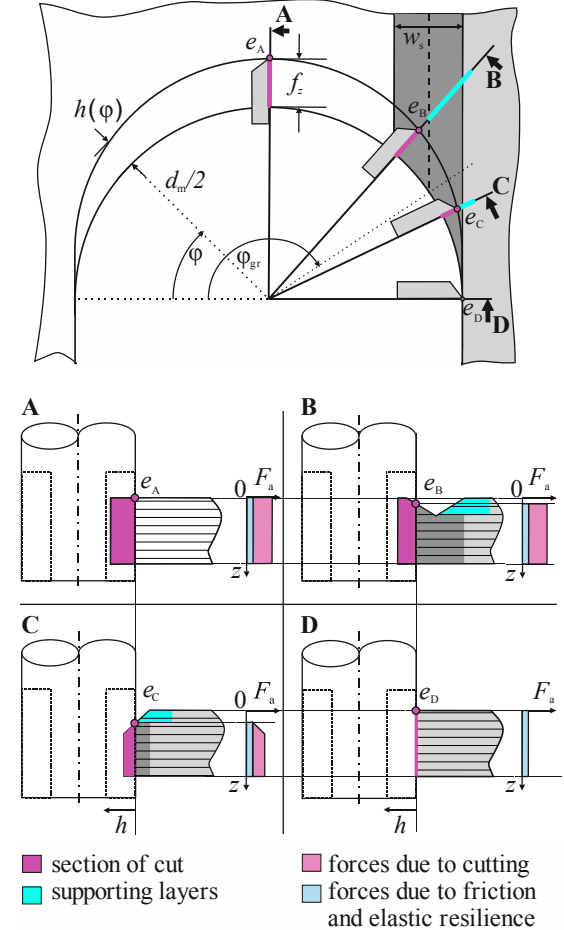 A
w_s
e_A
B
f_z
h(φ)
e_B
d_m/2
C
e_C
φ
φ_gr
e_D
D
A
B
e_A
0
F_a
z
e_B
0
F_a
z
C
D
e_C
0
F_a
z
h
e_D
F_a
z
h
section of cut
supporting layers
forces due to cutting
forces due to friction
and elastic resilience